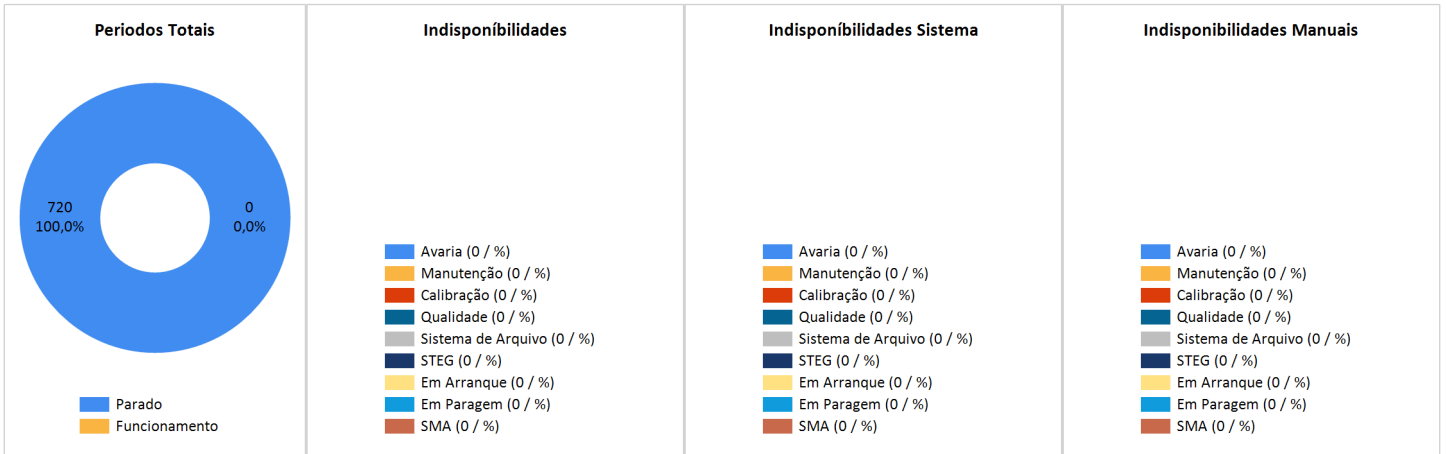 Periodos Totais
720
100,0%
0
0,0%
Parado
Funcionamento
Indisponíbilidades
Avaria (0 / %)
Manutenção (0 / %)
Calibração (0 / %)
Qualidade (0 / %)
Sistema de Arquivo (0 / %)
STEG (0 / %)
Em Arranque (0 / %)
Em Paragem (0 / %)
SMA (0 / %)
Indisponíbilidades Sistema
Avaria (0 / %)
Manutenção (0 / %)
Calibração (0 / %)
Qualidade (0 / %)
Sistema de Arquivo (0 / %)
STEG (0 / %)
Em Arranque (0 / %)
Em Paragem (0 / %)
SMA (0 / %)
Indisponibilidades Manuais
Avaria (0 / %)
Manutenção (0 / %)
Calibração (0 / %)
Qualidade (0 / %)
Sistema de Arquivo (0 / %)
STEG (0 / %)
Em Arranque (0 / %)
Em Paragem (0 / %)
SMA (0 / %)